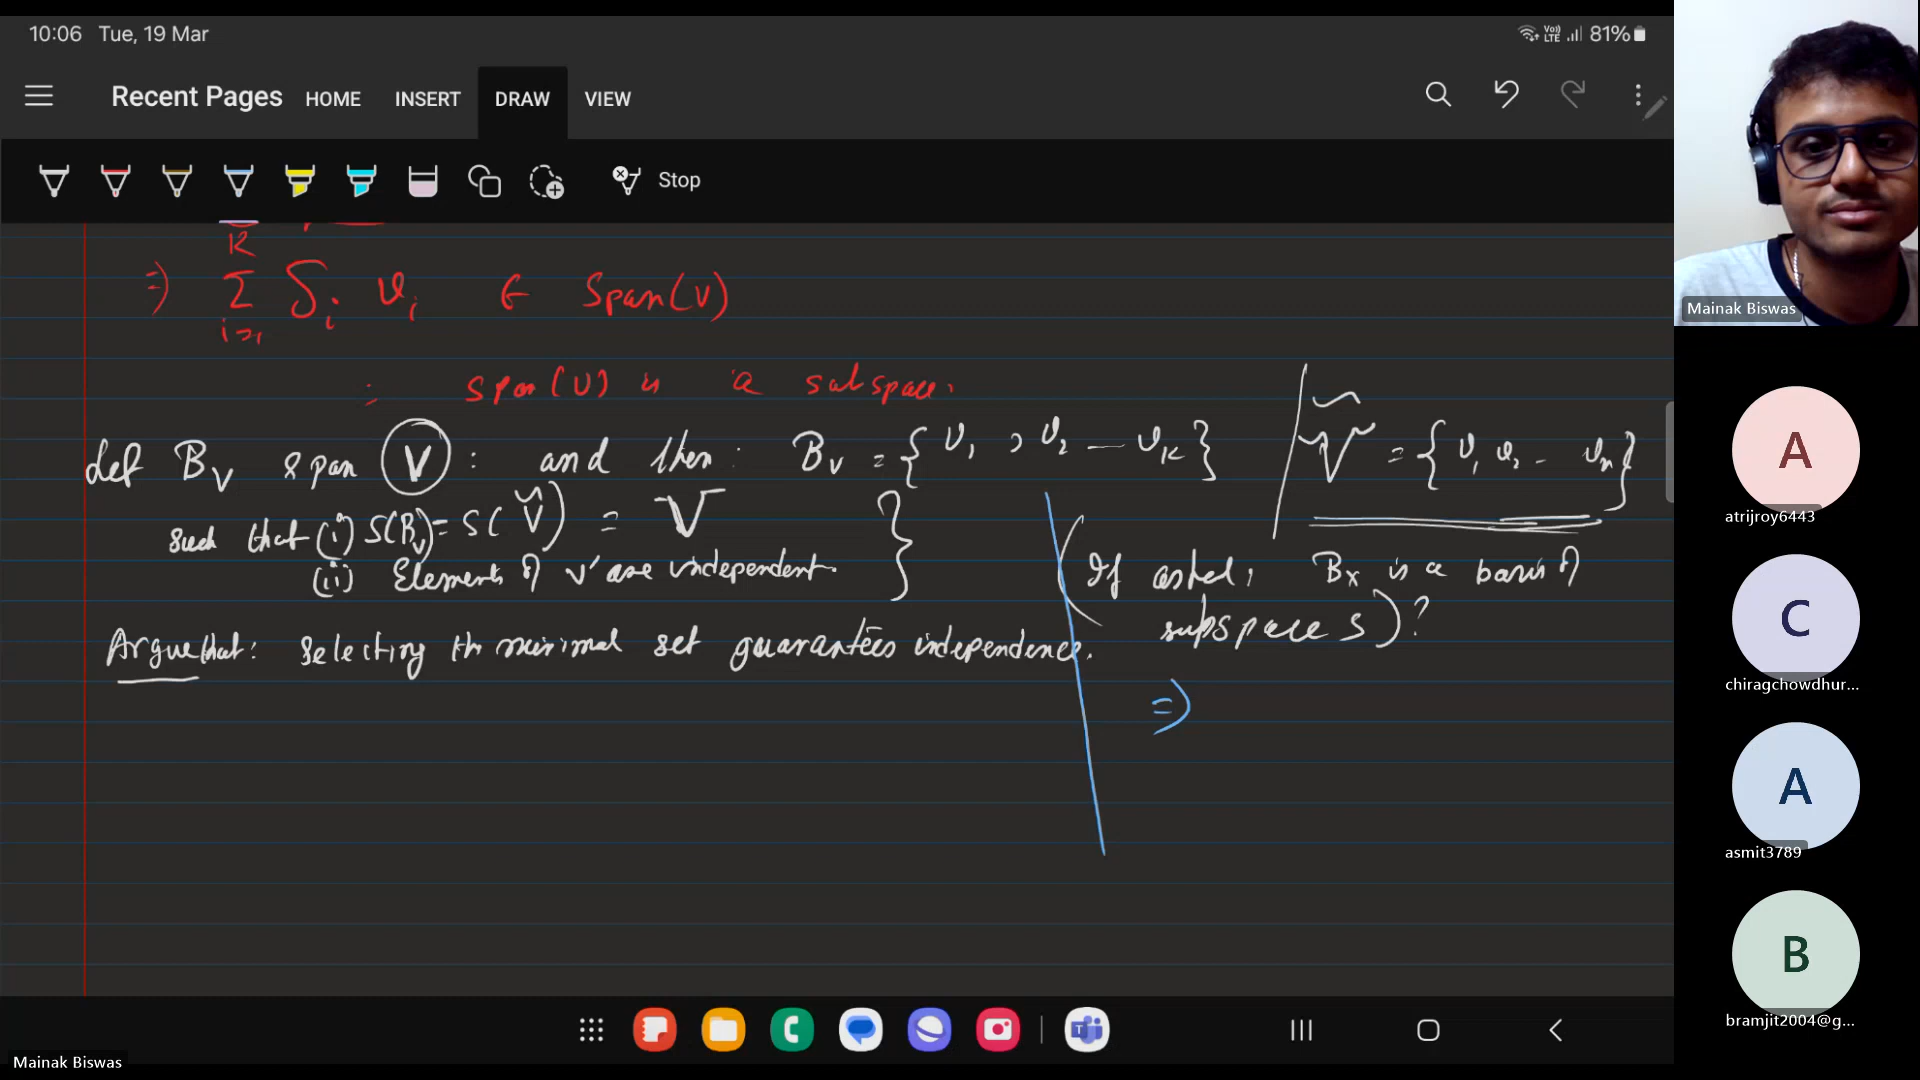 10:06 Tue, 19 Mar
Vo) LTE 81%
Recent Pages HOME INSERT DRAW VIEW
Stop
K
=> Σ δi vi ∈ Span(V)
i=1
∴ span(V) is a subspace.
def Bv span V : and then : Bv = { v1 , v2 — vk }
Ṽ = { v1 v2 - vn }
such that (i) S(Bv) = S(Ṽ) = V
(ii) Elements of V are independent.
Argue that: Selecting the minimal set guarantees independence.
(If asked, Bx is a basis of
subspace S)?
=>
Mainak Biswas
A
atrijroy6443
C
chiragchowdhur...
A
asmit3789
B
bramjit2004@g...
Mainak Biswas